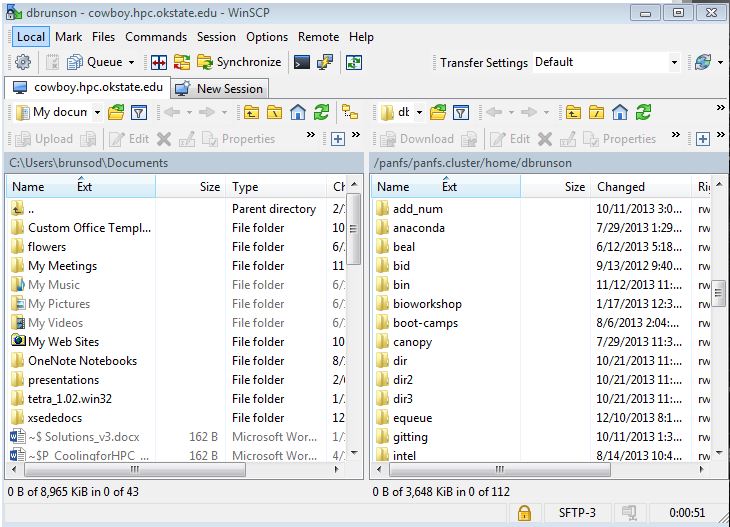 dbrunson - cowboy.hpc.okstate.edu - WinSCP
Local Mark Files Commands Session Options Remote Help
Queue Synchronize Transfer Settings Default
cowboy.hpc.okstate.edu New Session
My docun db
Upload Edit Properties Download Edit Properties
C:\Users\brunsod\Documents /panfs/panfs.cluster/home/dbrunson
Name Ext Size Type Ch Name Ext Size Changed Rig
.. Parent directory 2/ add_num 10/11/2013 3:0... rw
Custom Office Templ... File folder 10 anaconda 7/29/2013 1:29... rw
flowers File folder 6/ beal 6/12/2013 5:18... rw
My Meetings File folder 11 bid 9/13/2012 9:40... rw
My Music File folder 6/ bin 11/12/2013 11:... rw
My Pictures File folder 6/ bioworkshop 1/17/2013 12:3... rw
My Videos File folder 6/ boot-camps 8/6/2013 2:04:... rw
My Web Sites File folder 10 canopy 7/29/2013 11:3... rw
OneNote Notebooks File folder 8/ dir 10/21/2013 11:... rw
presentations File folder 2/ dir2 10/21/2013 11:... rw
tetra_1.02.win32 File folder 1/ dir3 10/21/2013 11:... rw
xsededocs File folder 12 equeue 12/10/2013 8:1... rw
~$ Solutions_v3.docx 162 B Microsoft Wor... 1/ gitting 10/11/2013 1:3... rw
~$P_CoolingforHPC_... 162 B Microsoft Wor... 1/ intel 8/14/2013 10:5... rw
0 B of 8,965 KiB in 0 of 43 0 B of 3,648 KiB in 0 of 112
SFTP-3 0:00:51